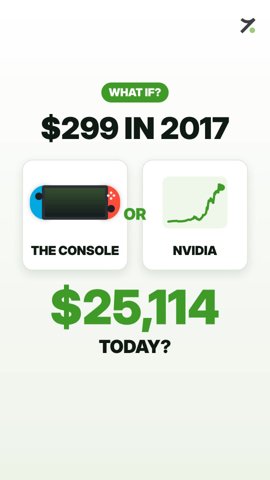 WHAT IF?
$299 IN 2017
OR
THE CONSOLE
NVIDIA
$25,114
TODAY?